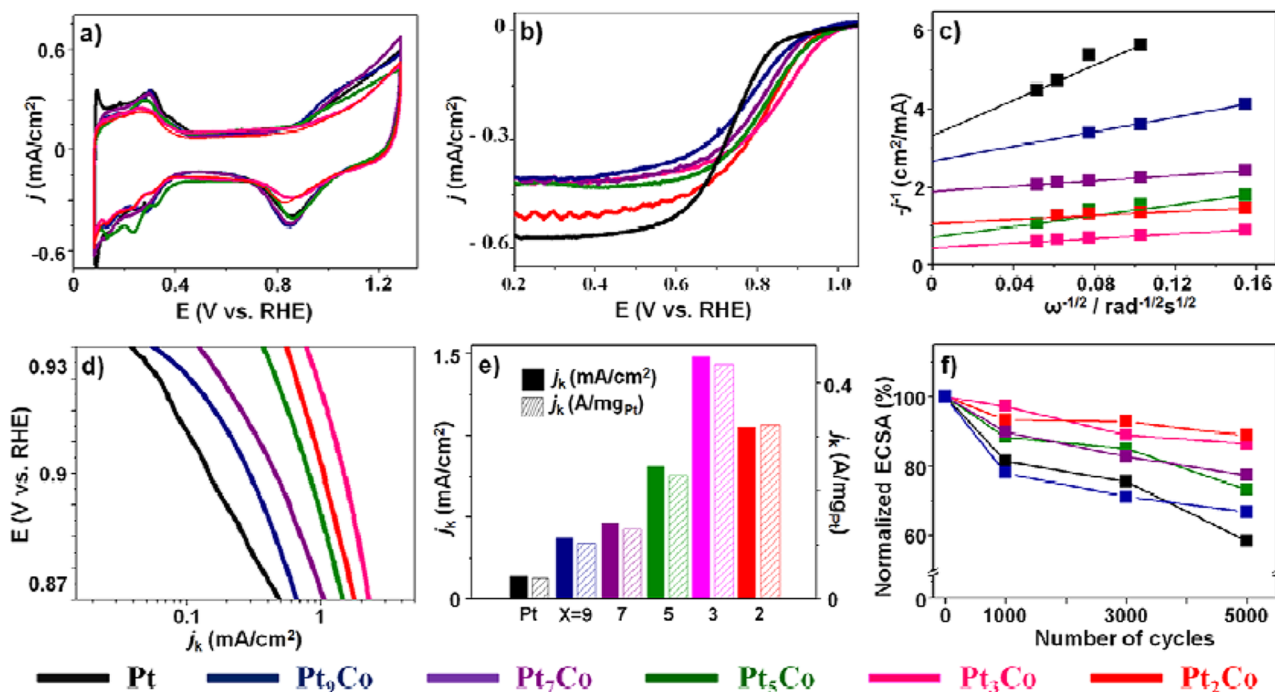 a)
j (mA/cm²)
0.6
0
-0.6
0
0.4
0.8
1.2
E (V vs. RHE)
b)
j (mA/cm²)
0
- 0.3
- 0.6
0.2
0.4
0.6
0.8
1.0
E (V vs. RHE)
c)
-j⁻¹ (cm²/mA)
6
4
2
0
0.00
0.04
0.08
0.12
0.16
ω⁻¹/² / rad⁻¹/²s¹/²
d)
E (V vs. RHE)
0.93
0.9
0.87
0.1
1
jₖ (mA/cm²)
e)
jₖ (mA/cm²)
jₖ (A/mgPt)
jₖ (mA/cm²)
1.5
0
jₖ (A/mgPt)
0.4
0
Pt
X=9
7
5
3
2
f)
Normalized ECSA (%)
100
80
60
0
0
1000
3000
5000
Number of cycles
Pt
Pt₉Co
Pt₇Co
Pt₅Co
Pt₃Co
Pt₂Co